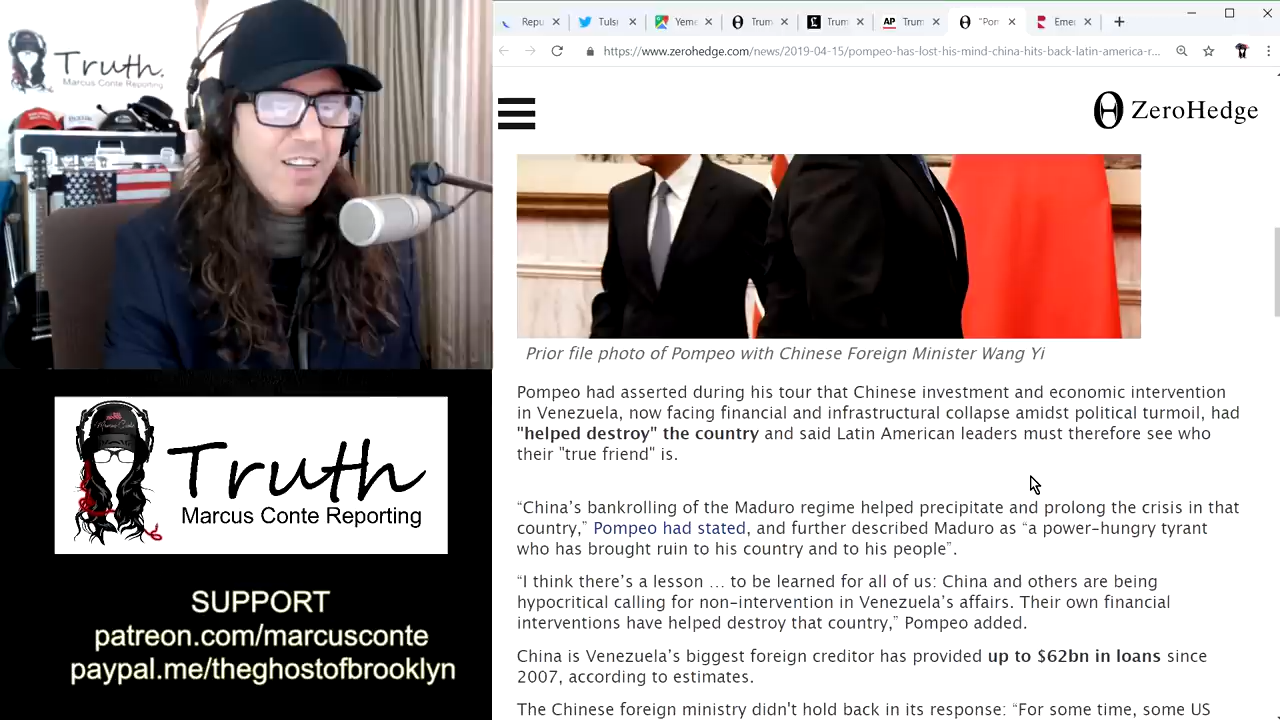 Truth.
Marcus Conte Reporting
Repu
Tulsi
Yeme
Trum
Trum
AP Trum
"Pon
Emer
https://www.zerohedge.com/news/2019-04-15/pompeo-has-lost-his-mind-china-hits-back-latin-america-r...
ZeroHedge
Prior file photo of Pompeo with Chinese Foreign Minister Wang Yi
Pompeo had asserted during his tour that Chinese investment and economic intervention
in Venezuela, now facing financial and infrastructural collapse amidst political turmoil, had
"helped destroy" the country and said Latin American leaders must therefore see who
their "true friend" is.
“China’s bankrolling of the Maduro regime helped precipitate and prolong the crisis in that
country,” Pompeo had stated, and further described Maduro as “a power-hungry tyrant
who has brought ruin to his country and to his people”.
“I think there’s a lesson … to be learned for all of us: China and others are being
hypocritical calling for non-intervention in Venezuela’s affairs. Their own financial
interventions have helped destroy that country,” Pompeo added.
China is Venezuela’s biggest foreign creditor has provided up to $62bn in loans since
2007, according to estimates.
The Chinese foreign ministry didn't hold back in its response: “For some time, some US
Truth
Marcus Conte Reporting
SUPPORT
patreon.com/marcusconte
paypal.me/theghostofbrooklyn